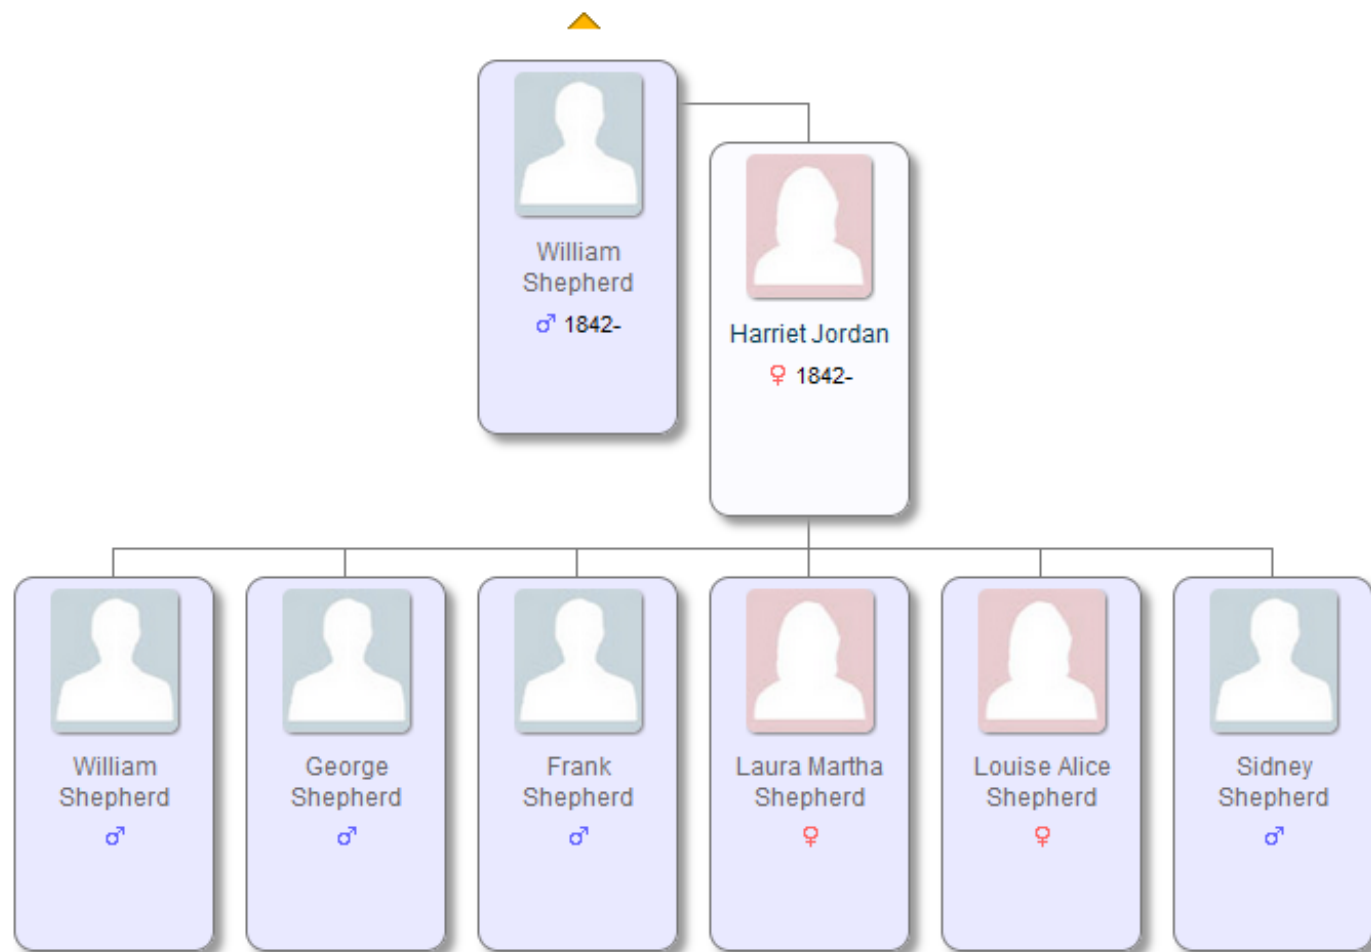 William
Shepherd
♂ 1842-
Harriet Jordan
♀ 1842-
William
Shepherd
♂
George
Shepherd
♂
Frank
Shepherd
♂
Laura Martha
Shepherd
♀
Louise Alice
Shepherd
♀
Sidney
Shepherd
♂